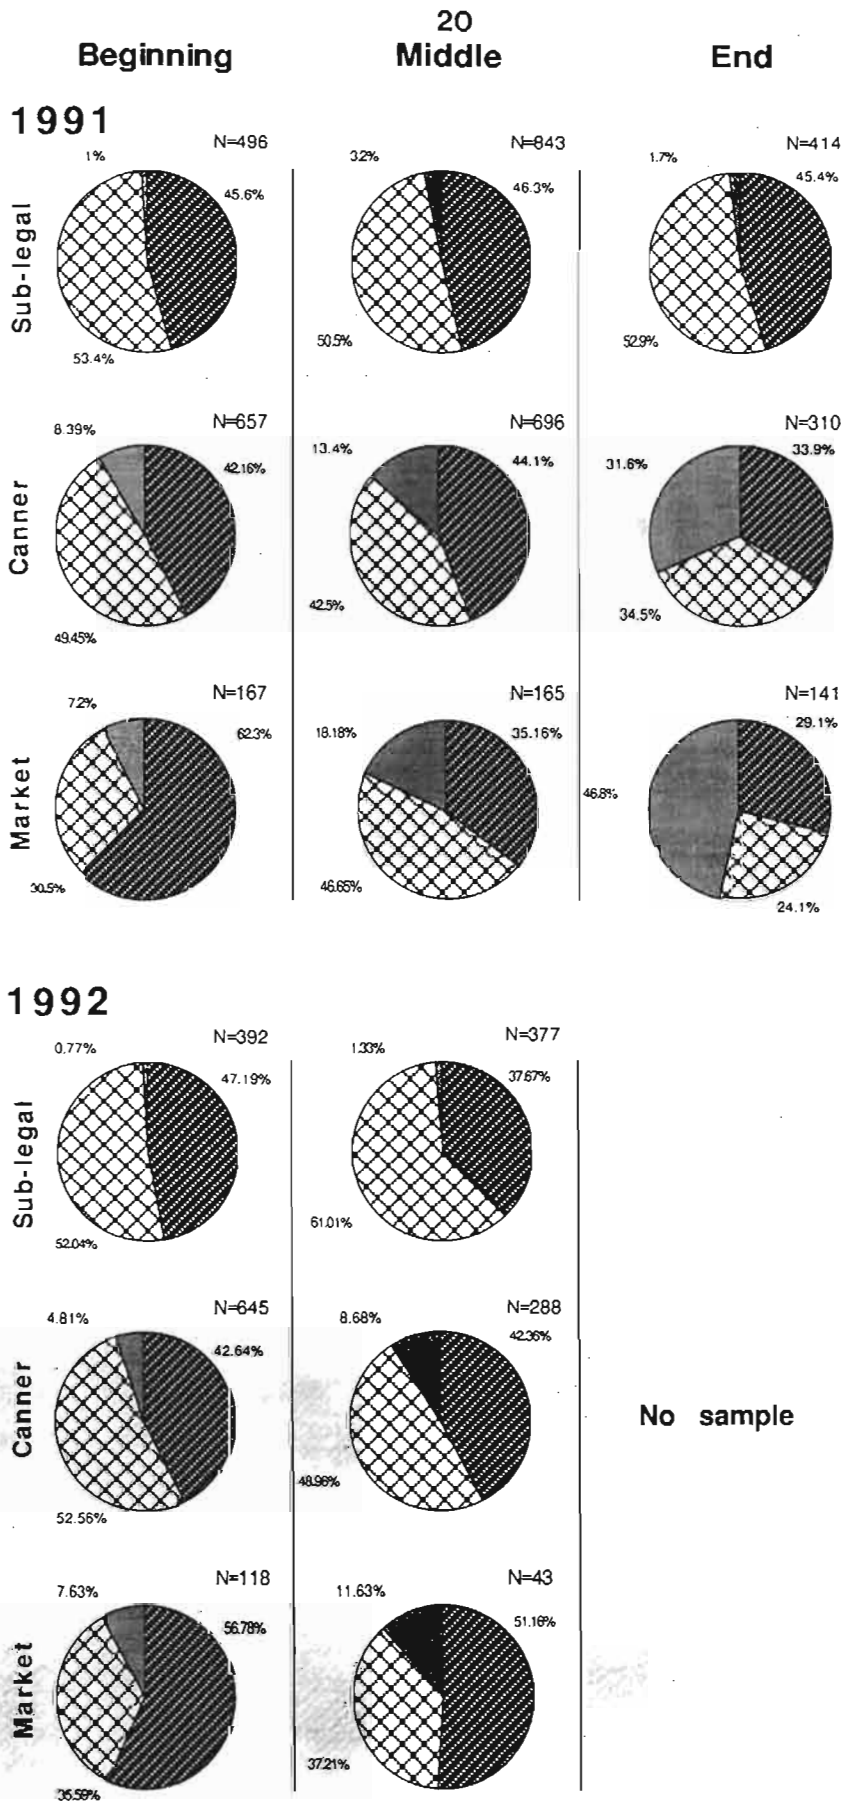 20
Beginning Middle End
1991
N=496 N=843 N=414
1% 3.2% 1.7%
45.6% 46.3% 45.4%
Sub-legal
53.4% 50.5% 52.9%
N=657 N=696 N=310
8.39% 13.4% 31.6%
42.16% 44.1% 33.9%
Canner
49.45% 42.5% 34.5%
N=167 N=165 N=141
7.2% 18.18% 46.8%
62.3% 35.16% 29.1%
Market
30.5% 46.65% 24.1%
1992
N=392 N=377
0.77% 1.33%
47.19% 37.67%
Sub-legal
52.04% 61.01%
N=645 N=288
4.81% 8.68%
42.64% 42.36%
Canner
No sample
52.56% 48.96%
N=118 N=43
7.63% 11.63%
56.78% 51.16%
Market
35.59% 37.21%